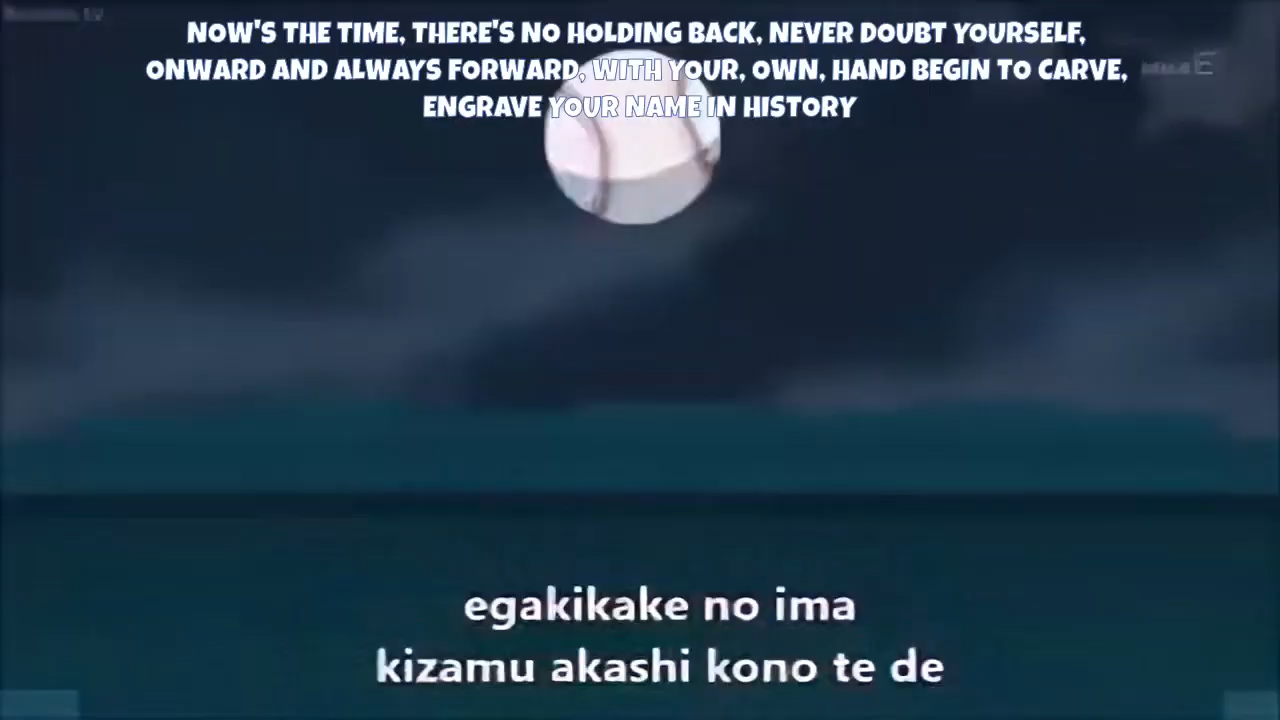 NOW'S THE TIME, THERE'S NO HOLDING BACK, NEVER DOUBT YOURSELF,
ONWARD AND ALWAYS FORWARD, WITH YOUR, OWN, HAND BEGIN TO CARVE,
ENGRAVE YOUR NAME IN HISTORY
egakikake no ima
kizamu akashi kono te de